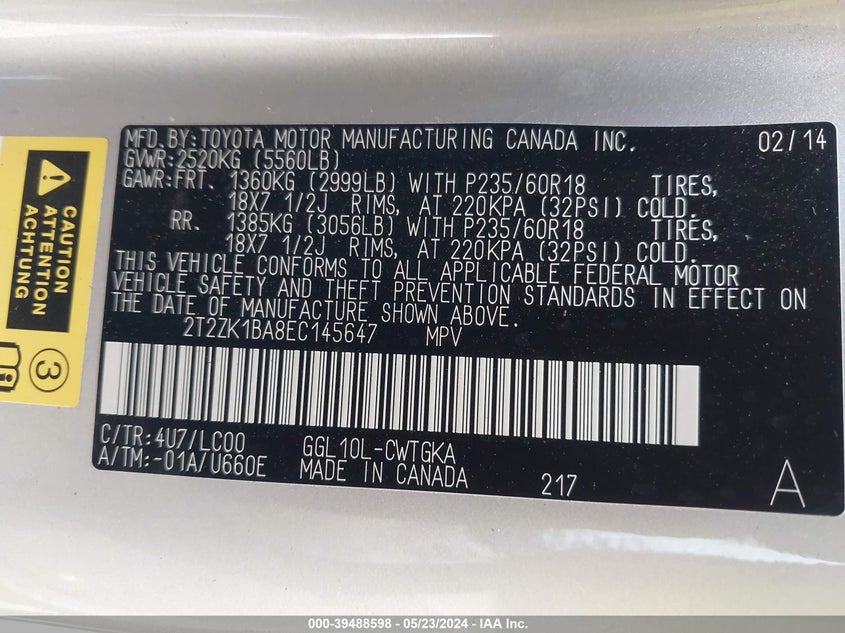 MFD. BY: TOYOTA MOTOR MANUFACTURING CANADA INC. 02/14
GVWR: 2520KG (5560LB)
GAWR: FRT. 1360KG (2999LB) WITH P235/60R18 TIRES,
18X7 1/2J RIMS, AT 220KPA (32PSI) COLD.
RR. 1385KG (3056LB) WITH P235/60R18 TIRES,
18X7 1/2J RIMS, AT 220KPA (32PSI) COLD.
THIS VEHICLE CONFORMS TO ALL APPLICABLE FEDERAL MOTOR
VEHICLE SAFETY AND THEFT PREVENTION STANDARDS IN EFFECT ON
THE DATE OF MANUFACTURE SHOWN ABOVE.
2T2ZK1BA8EC145647 MPV
C/TR: 4U7/LC00 GGL10L-CWTGKA
A/TM: -01A/U660E MADE IN CANADA 217 A
CAUTION
ATTENTION
ACHTUNG
3
000-39488598 - 05/23/2024 - IAA Inc.